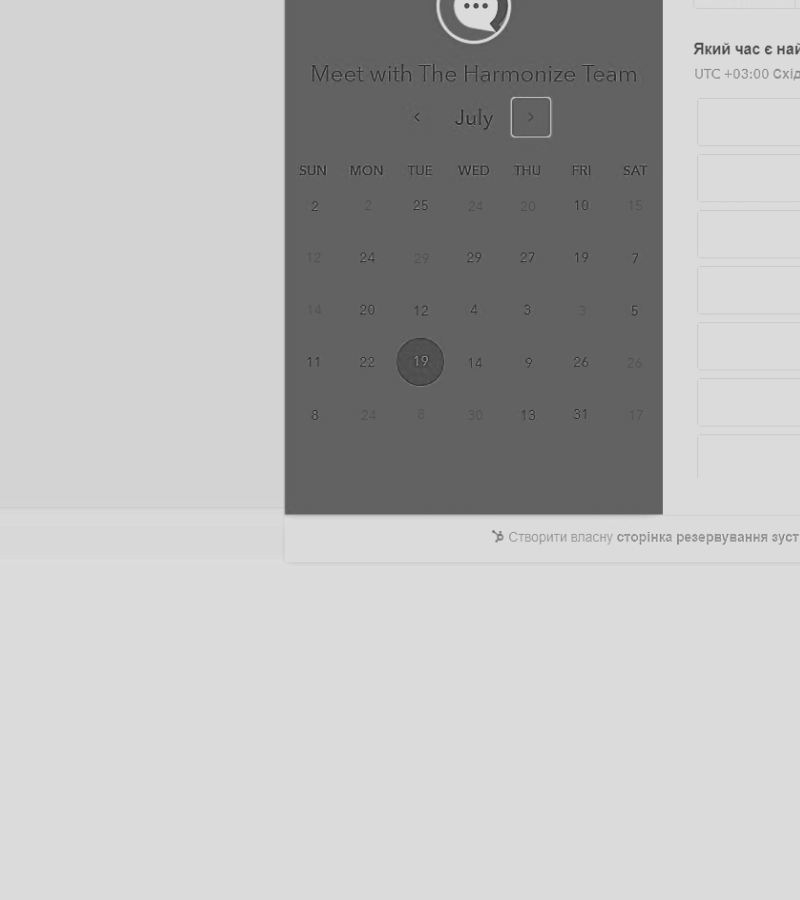 Meet with The Harmonize Team
July
SUN MON TUE WED THU FRI SAT
2 2 25 24 20 10 15
12 24 29 29 27 19 7
14 20 12 4 3 3 5
11 22 19 14 9 26 26
8 24 8 30 13 31 17
Який час є
UTC +03:00
Створити власну сторінка резервування